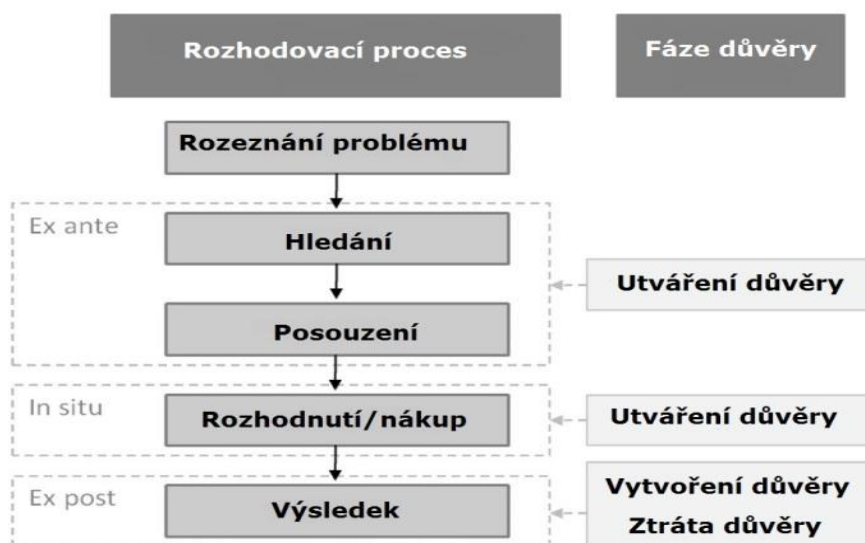 Rozhodovací proces
Fáze důvěry
Rozeznání problému
Ex ante
Hledání
Utváření důvěry
Posouzení
In situ
Rozhodnutí/nákup
Utváření důvěry
Ex post
Výsledek
Vytvoření důvěry
Ztráta důvěry